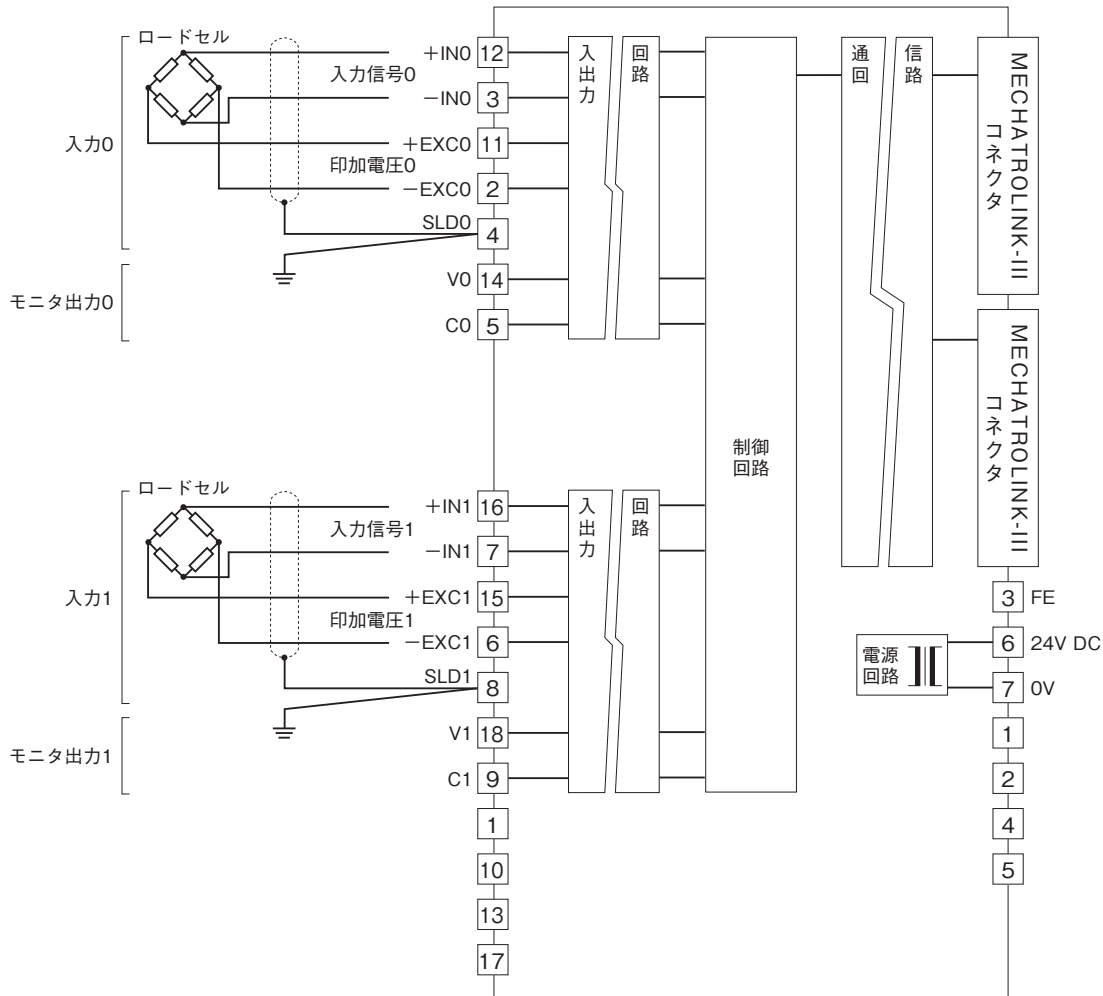 ロードセル
入力0
入力信号0
印加電圧0
+IN0 12
−IN0 3
+EXC0 11
−EXC0 2
SLD0 4
モニタ出力0
V0 14
C0 5
入出力
回路
ロードセル
入力1
入力信号1
印加電圧1
+IN1 16
−IN1 7
+EXC1 15
−EXC1 6
SLD1 8
モニタ出力1
V1 18
C1 9
1
10
13
17
入出力
回路
制御
回路
通回
信路
MECHATROLINK-III
コネクタ
MECHATROLINK-III
コネクタ
3 FE
電源
回路
6 24V DC
7 0V
1
2
4
5